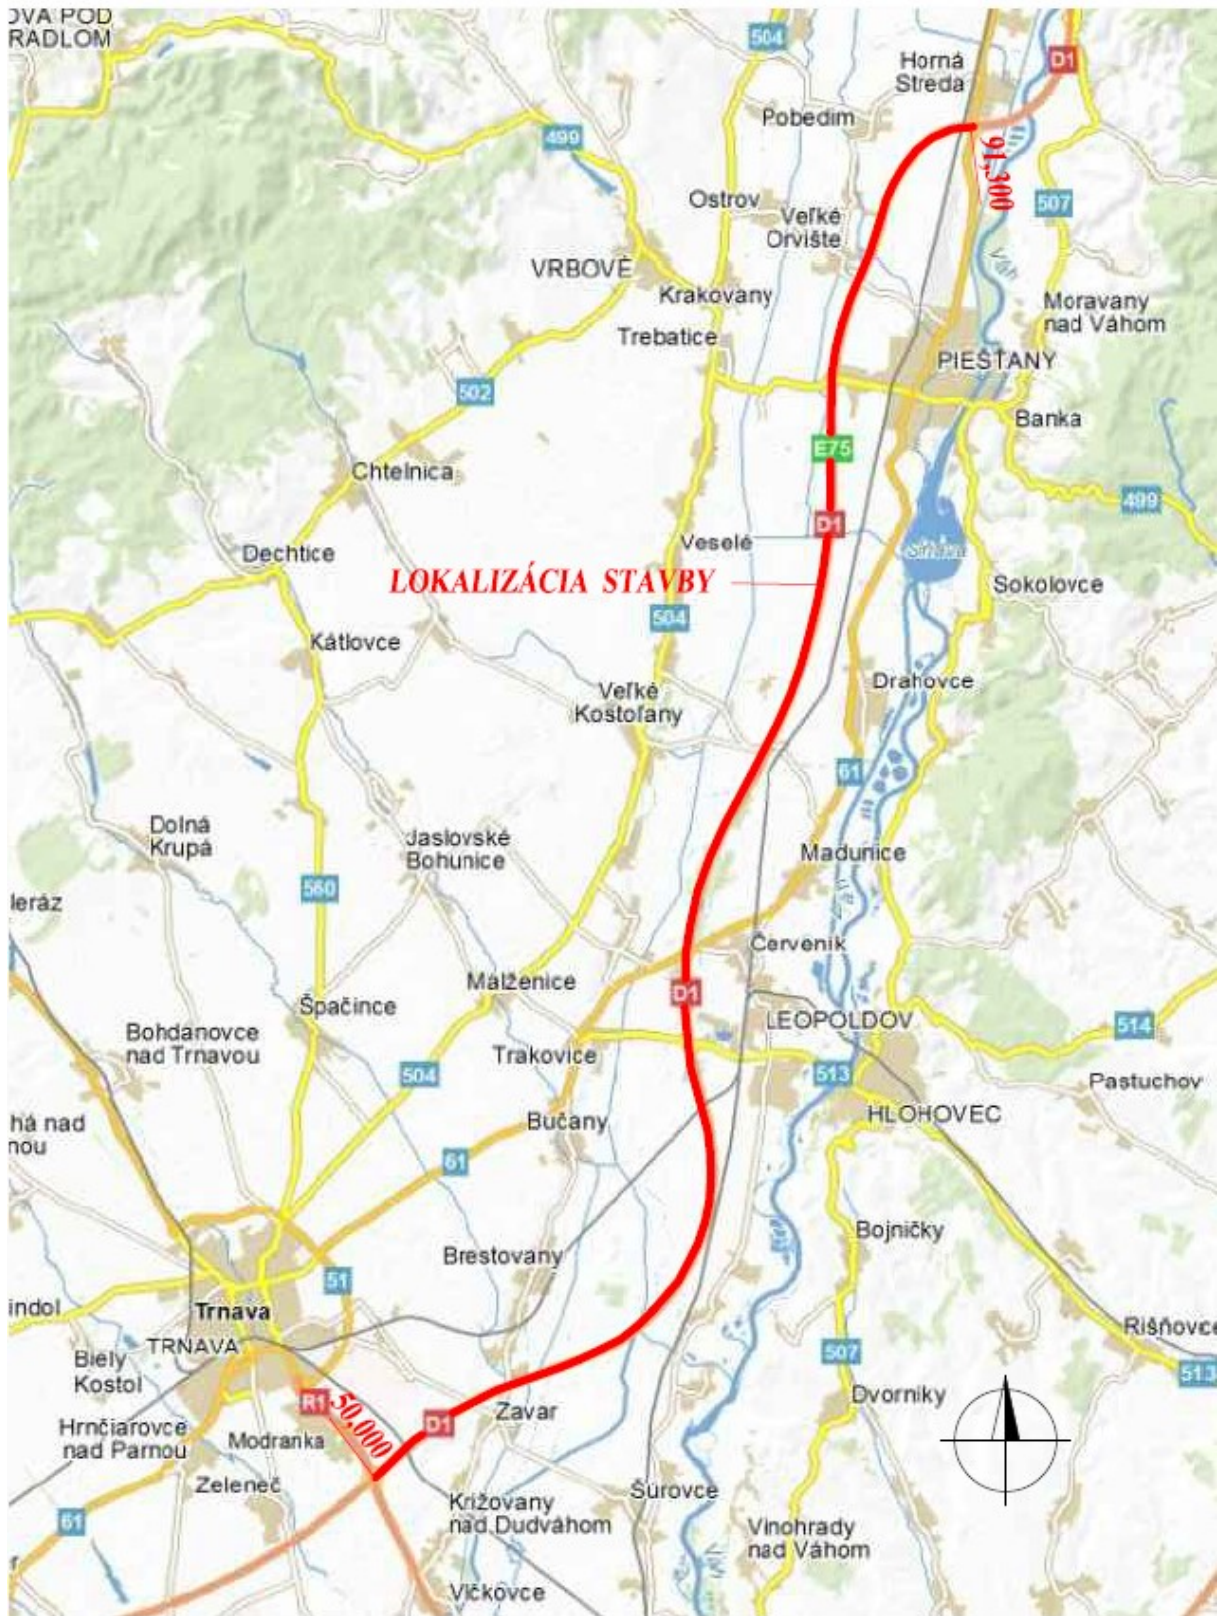 OVA POD
RADLOM
504
Horná
Streda
D1
Pobedim
499
91,300
Ostrov
507
Veľké
Orvište
VRBOVÉ
Váh
Krakovany
Moravany
nad Váhom
Trebatice
PIEŠŤANY
502
Banka
E75
Chtelnica
499
D1
Veselé
Dechtice
Sĺňava
LOKALIZÁCIA STAVBY
Sokolovce
504
Kátlovce
Drahovce
Veľké
Kostoľany
61
Dolná
Krupá
Jaslovské
Bohunice
Madunice
560
Váh
leráz
Červeník
Malženice
D1
Špačince
LEOPOLDOV
514
Bohdanovce
nad Trnavou
Trakovice
504
513
Pastuchov
há nad
nou
Bučany
HLOHOVEC
61
Bojničky
Brestovany
51
indol
Trnava
Rišňovce
TRNAVA
507
Biely
Kostol
513
R1
50,000
D1
Zavar
Dvorníky
Hrnčiarovce
nad Parnou
Modranka
Zeleneč
Šúrovce
Križovany
nad Dudváhom
61
Vinohrady
nad Váhom
Váh
Vlčkovce